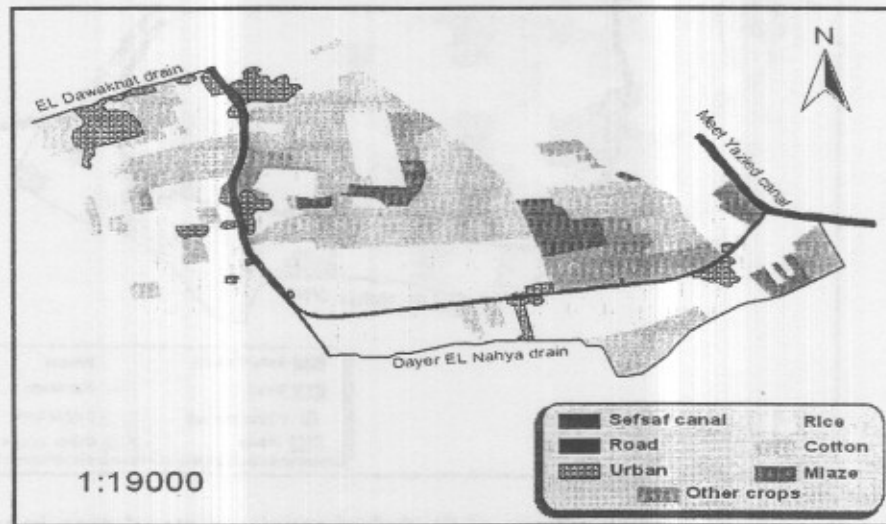 N
EL Dawakhat drain
Meet Yazied canal
Dayer EL Nahya drain
Sefsaf canal
Rice
Road
Cotton
Urban
Miaze
Other crops
1:19000